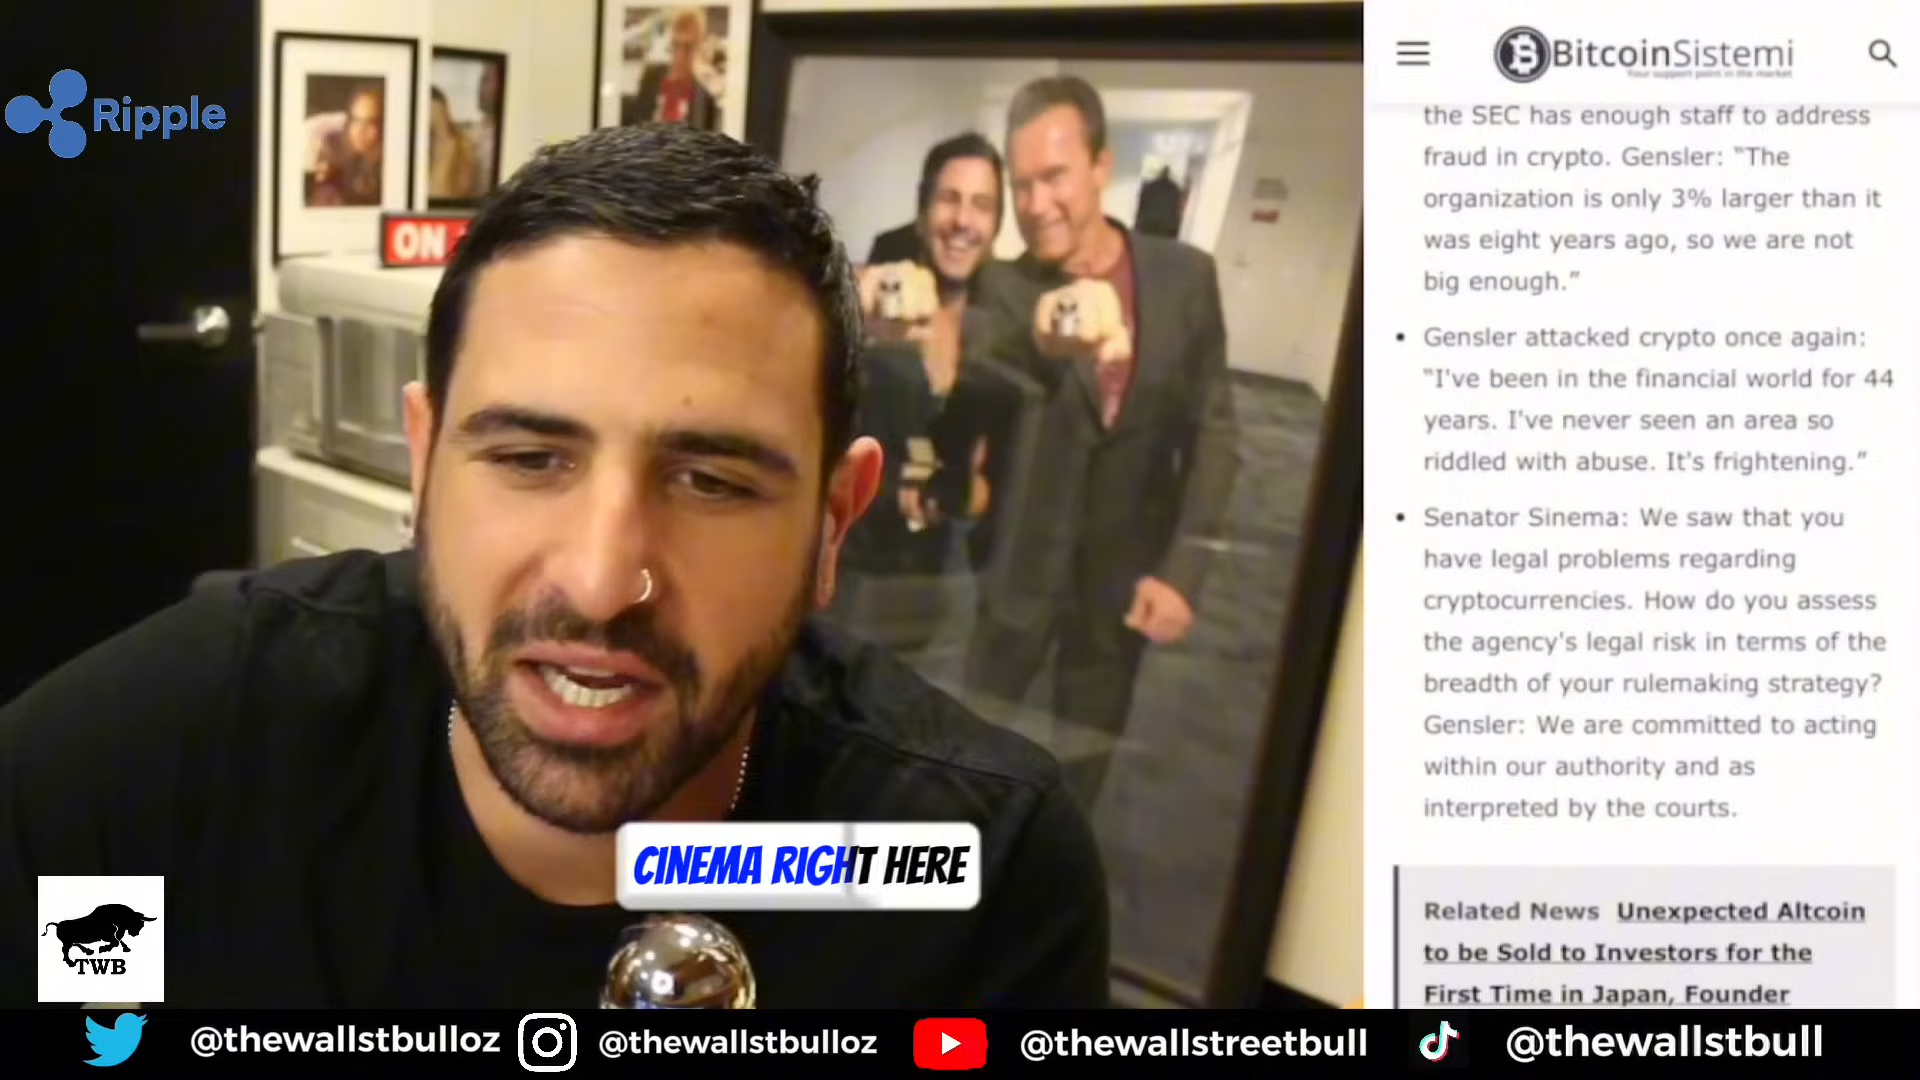 Ripple
ON
BitcoinSistemi
Your support point in the market
the SEC has enough staff to address
fraud in crypto. Gensler: “The
organization is only 3% larger than it
was eight years ago, so we are not
big enough.”
• Gensler attacked crypto once again:
“I've been in the financial world for 44
years. I've never seen an area so
riddled with abuse. It's frightening.”
• Senator Sinema: We saw that you
have legal problems regarding
cryptocurrencies. How do you assess
the agency's legal risk in terms of the
breadth of your rulemaking strategy?
Gensler: We are committed to acting
within our authority and as
interpreted by the courts.
Related News Unexpected Altcoin
to be Sold to Investors for the
First Time in Japan, Founder
CINEMA RIGHT HERE
TWB
@thewallstbulloz
@thewallstbulloz
@thewallstreetbull
@thewallstbull